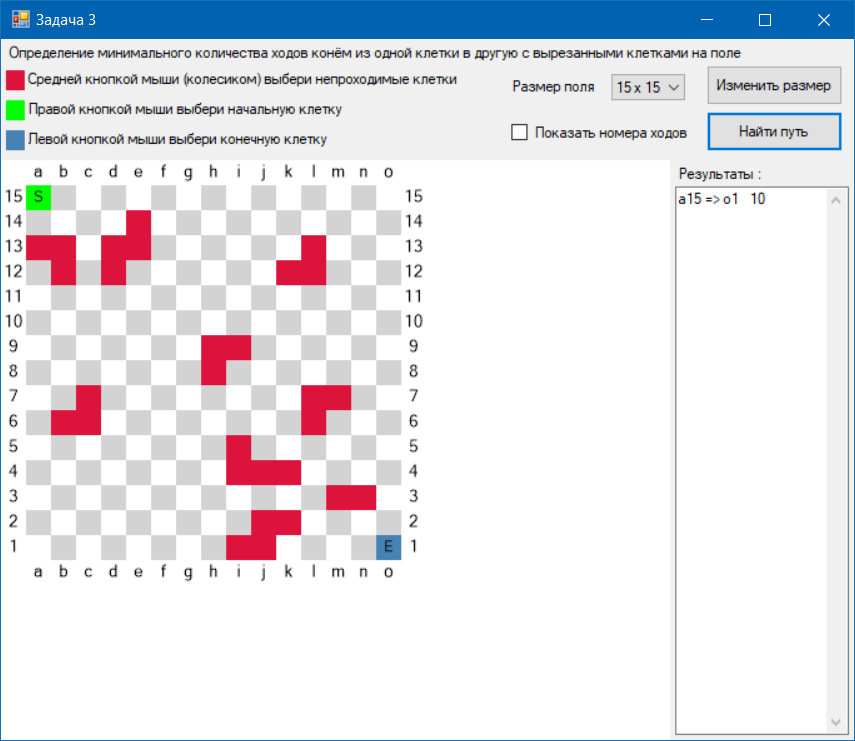 Задача 3
Определение минимального количества ходов конём из одной клетки в другую с вырезанными клетками на поле
Средней кнопкой мыши (колесиком) выбери непроходимые клетки
Правой кнопкой мыши выбери начальную клетку
Левой кнопкой мыши выбери конечную клетку
Размер поля 15 x 15 Изменить размер
Показать номера ходов Найти путь
a b c d e f g h i j k l m n o
15 S 15
14 14
13 13
12 12
11 11
10 10
9 9
8 8
7 7
6 6
5 5
4 4
3 3
2 2
1 E 1
a b c d e f g h i j k l m n o
Результаты :
a15 => o1 10